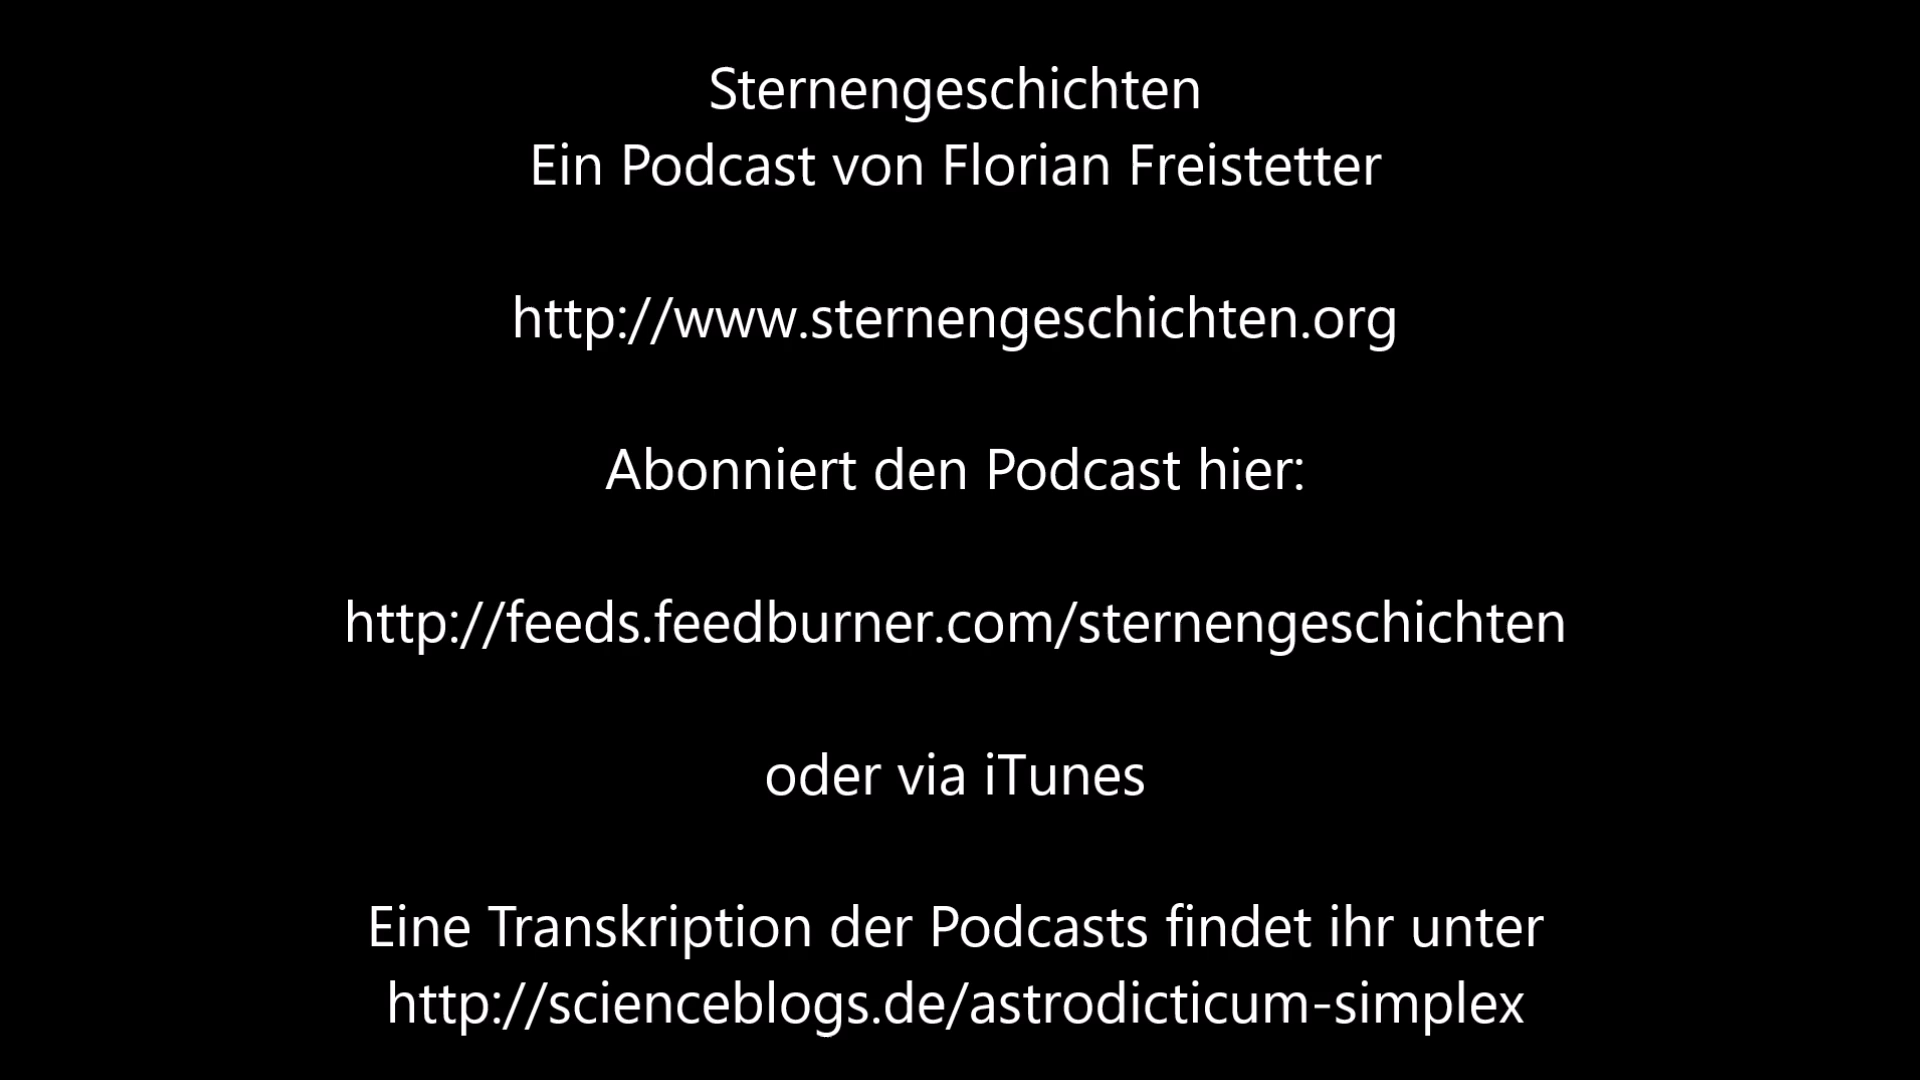 Sternengeschichten
Ein Podcast von Florian Freistetter
http://www.sternengeschichten.org
Abonniert den Podcast hier:
http://feeds.feedburner.com/sternengeschichten
oder via iTunes
Eine Transkription der Podcasts findet ihr unter
http://scienceblogs.de/astrodicticum-simplex